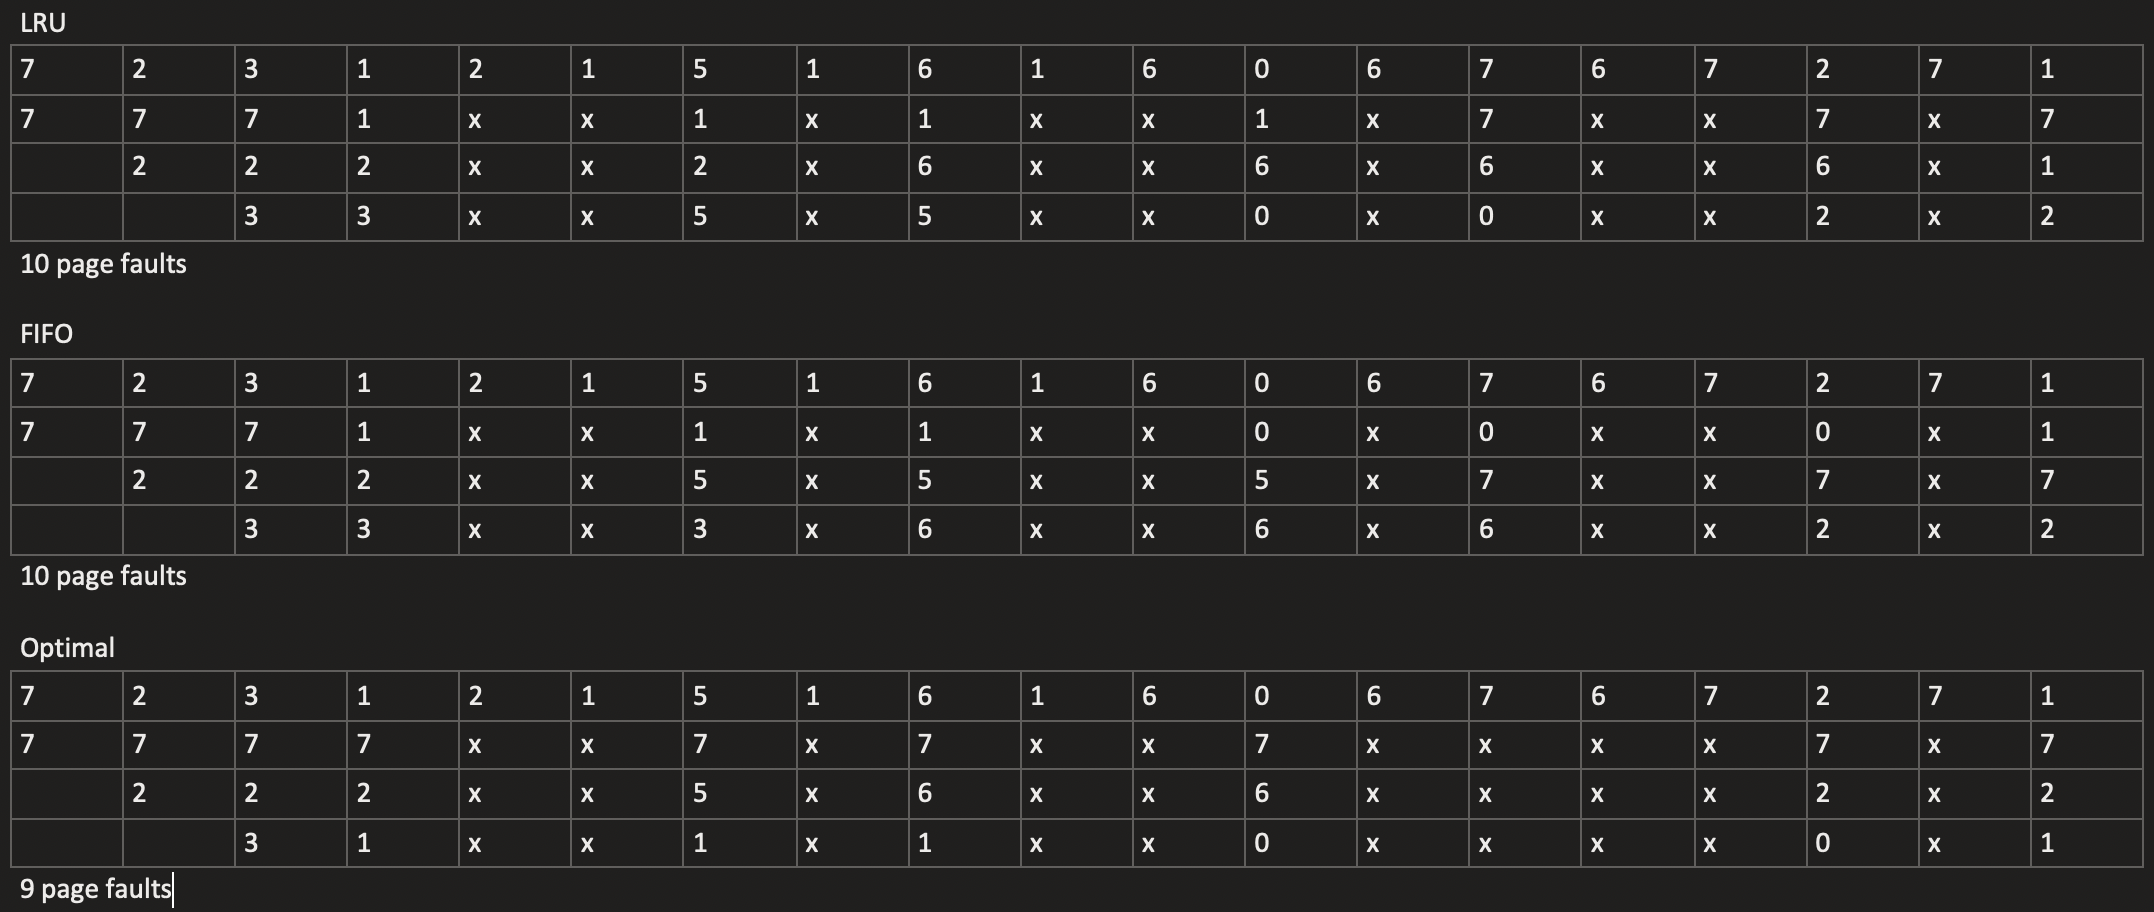 LRU
7 2 3 1 2 1 5 1 6 1 6 0 6 7 6 7 2 7 1
7 7 7 1 x x 1 x 1 x x 1 x 7 x x 7 x 7
2 2 2 x x 2 x 6 x x 6 x 6 x x 6 x 1
3 3 x x 5 x 5 x x 0 x 0 x x 2 x 2
10 page faults
FIFO
7 2 3 1 2 1 5 1 6 1 6 0 6 7 6 7 2 7 1
7 7 7 1 x x 1 x 1 x x 0 x 0 x x 0 x 1
2 2 2 x x 5 x 5 x x 5 x 7 x x 7 x 7
3 3 x x 3 x 6 x x 6 x 6 x x 2 x 2
10 page faults
Optimal
7 2 3 1 2 1 5 1 6 1 6 0 6 7 6 7 2 7 1
7 7 7 7 x x 7 x 7 x x 7 x x x x 7 x 7
2 2 2 x x 5 x 6 x x 6 x x x x 2 x 2
3 1 x x 1 x 1 x x 0 x x x x 0 x 1
9 page faults